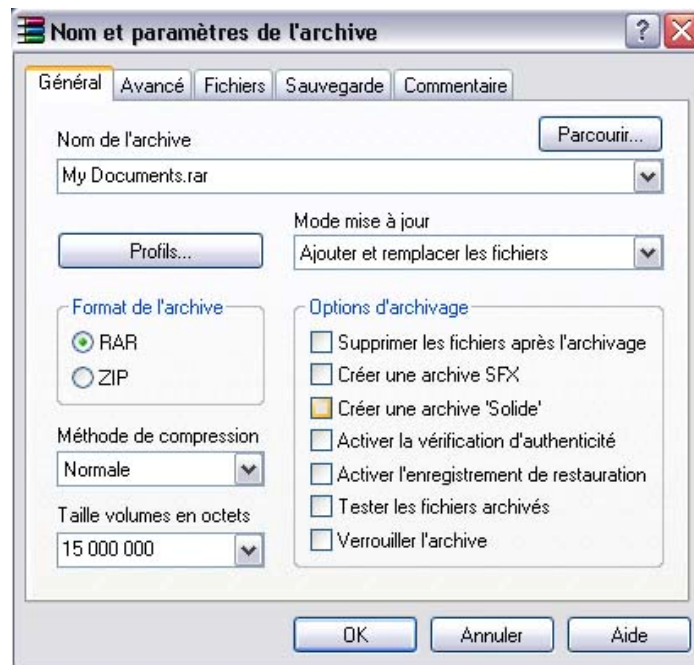 Nom et paramètres de l'archive
Général Avancé Fichiers Sauvegarde Commentaire
Nom de l'archive
Parcourir...
My Documents.rar
Mode mise à jour
Profils...
Ajouter et remplacer les fichiers
Format de l'archive
RAR
ZIP
Méthode de compression
Normale
Taille volumes en octets
15 000 000
Options d'archivage
Supprimer les fichiers après l'archivage
Créer une archive SFX
Créer une archive 'Solide'
Activer la vérification d'authenticité
Activer l'enregistrement de restauration
Tester les fichiers archivés
Verrouiller l'archive
OK Annuler Aide